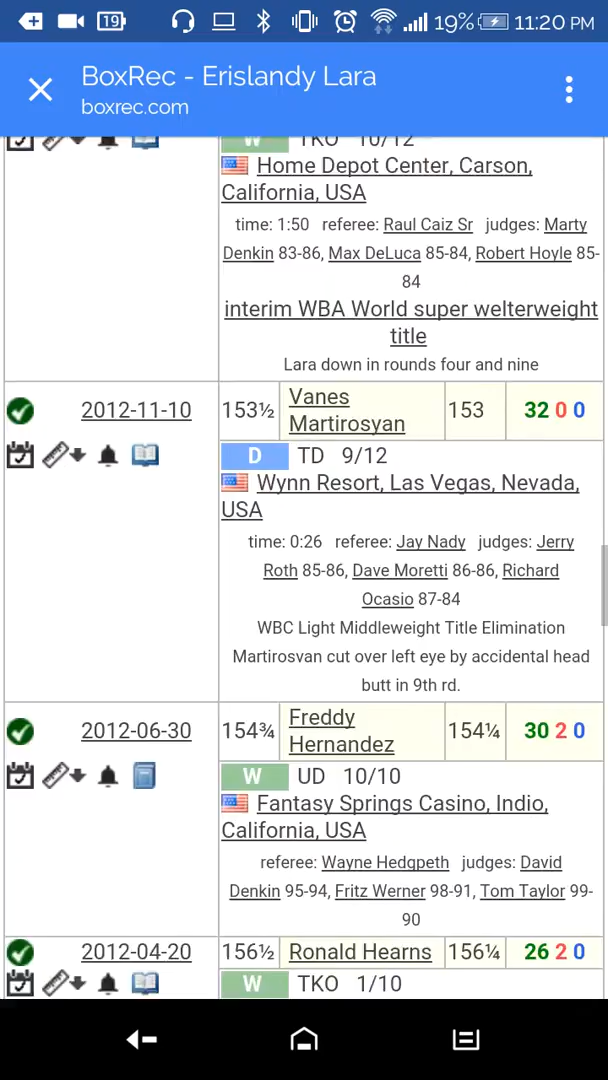 19
19%
11:20 PM
BoxRec - Erislandy Lara
boxrec.com
W TKO 10/12
Home Depot Center, Carson,
California, USA
time: 1:50 referee: Raul Caiz Sr judges: Marty
Denkin 83-86, Max DeLuca 85-84, Robert Hoyle 85-
84
interim WBA World super welterweight
title
Lara down in rounds four and nine
2012-11-10 153½ Vanes
Martirosyan 153 32 0 0
D TD 9/12
Wynn Resort, Las Vegas, Nevada,
USA
time: 0:26 referee: Jay Nady judges: Jerry
Roth 85-86, Dave Moretti 86-86, Richard
Ocasio 87-84
WBC Light Middleweight Title Elimination
Martirosvan cut over left eye by accidental head
butt in 9th rd.
2012-06-30 154¾ Freddy
Hernandez 154¼ 30 2 0
W UD 10/10
Fantasy Springs Casino, Indio,
California, USA
referee: Wayne Hedgpeth judges: David
Denkin 95-94, Fritz Werner 98-91, Tom Taylor 99-
90
2012-04-20 156½ Ronald Hearns 156¼ 26 2 0
W TKO 1/10